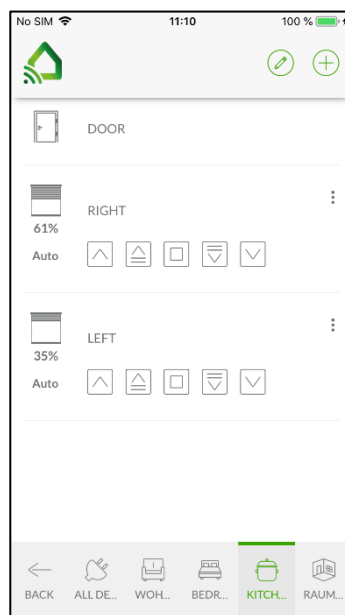 No SIM 11:10 100 %
DOOR
RIGHT
61%
Auto
LEFT
35%
Auto
BACK ALL DE... WOH... BEDR... KITCH... RAUM...